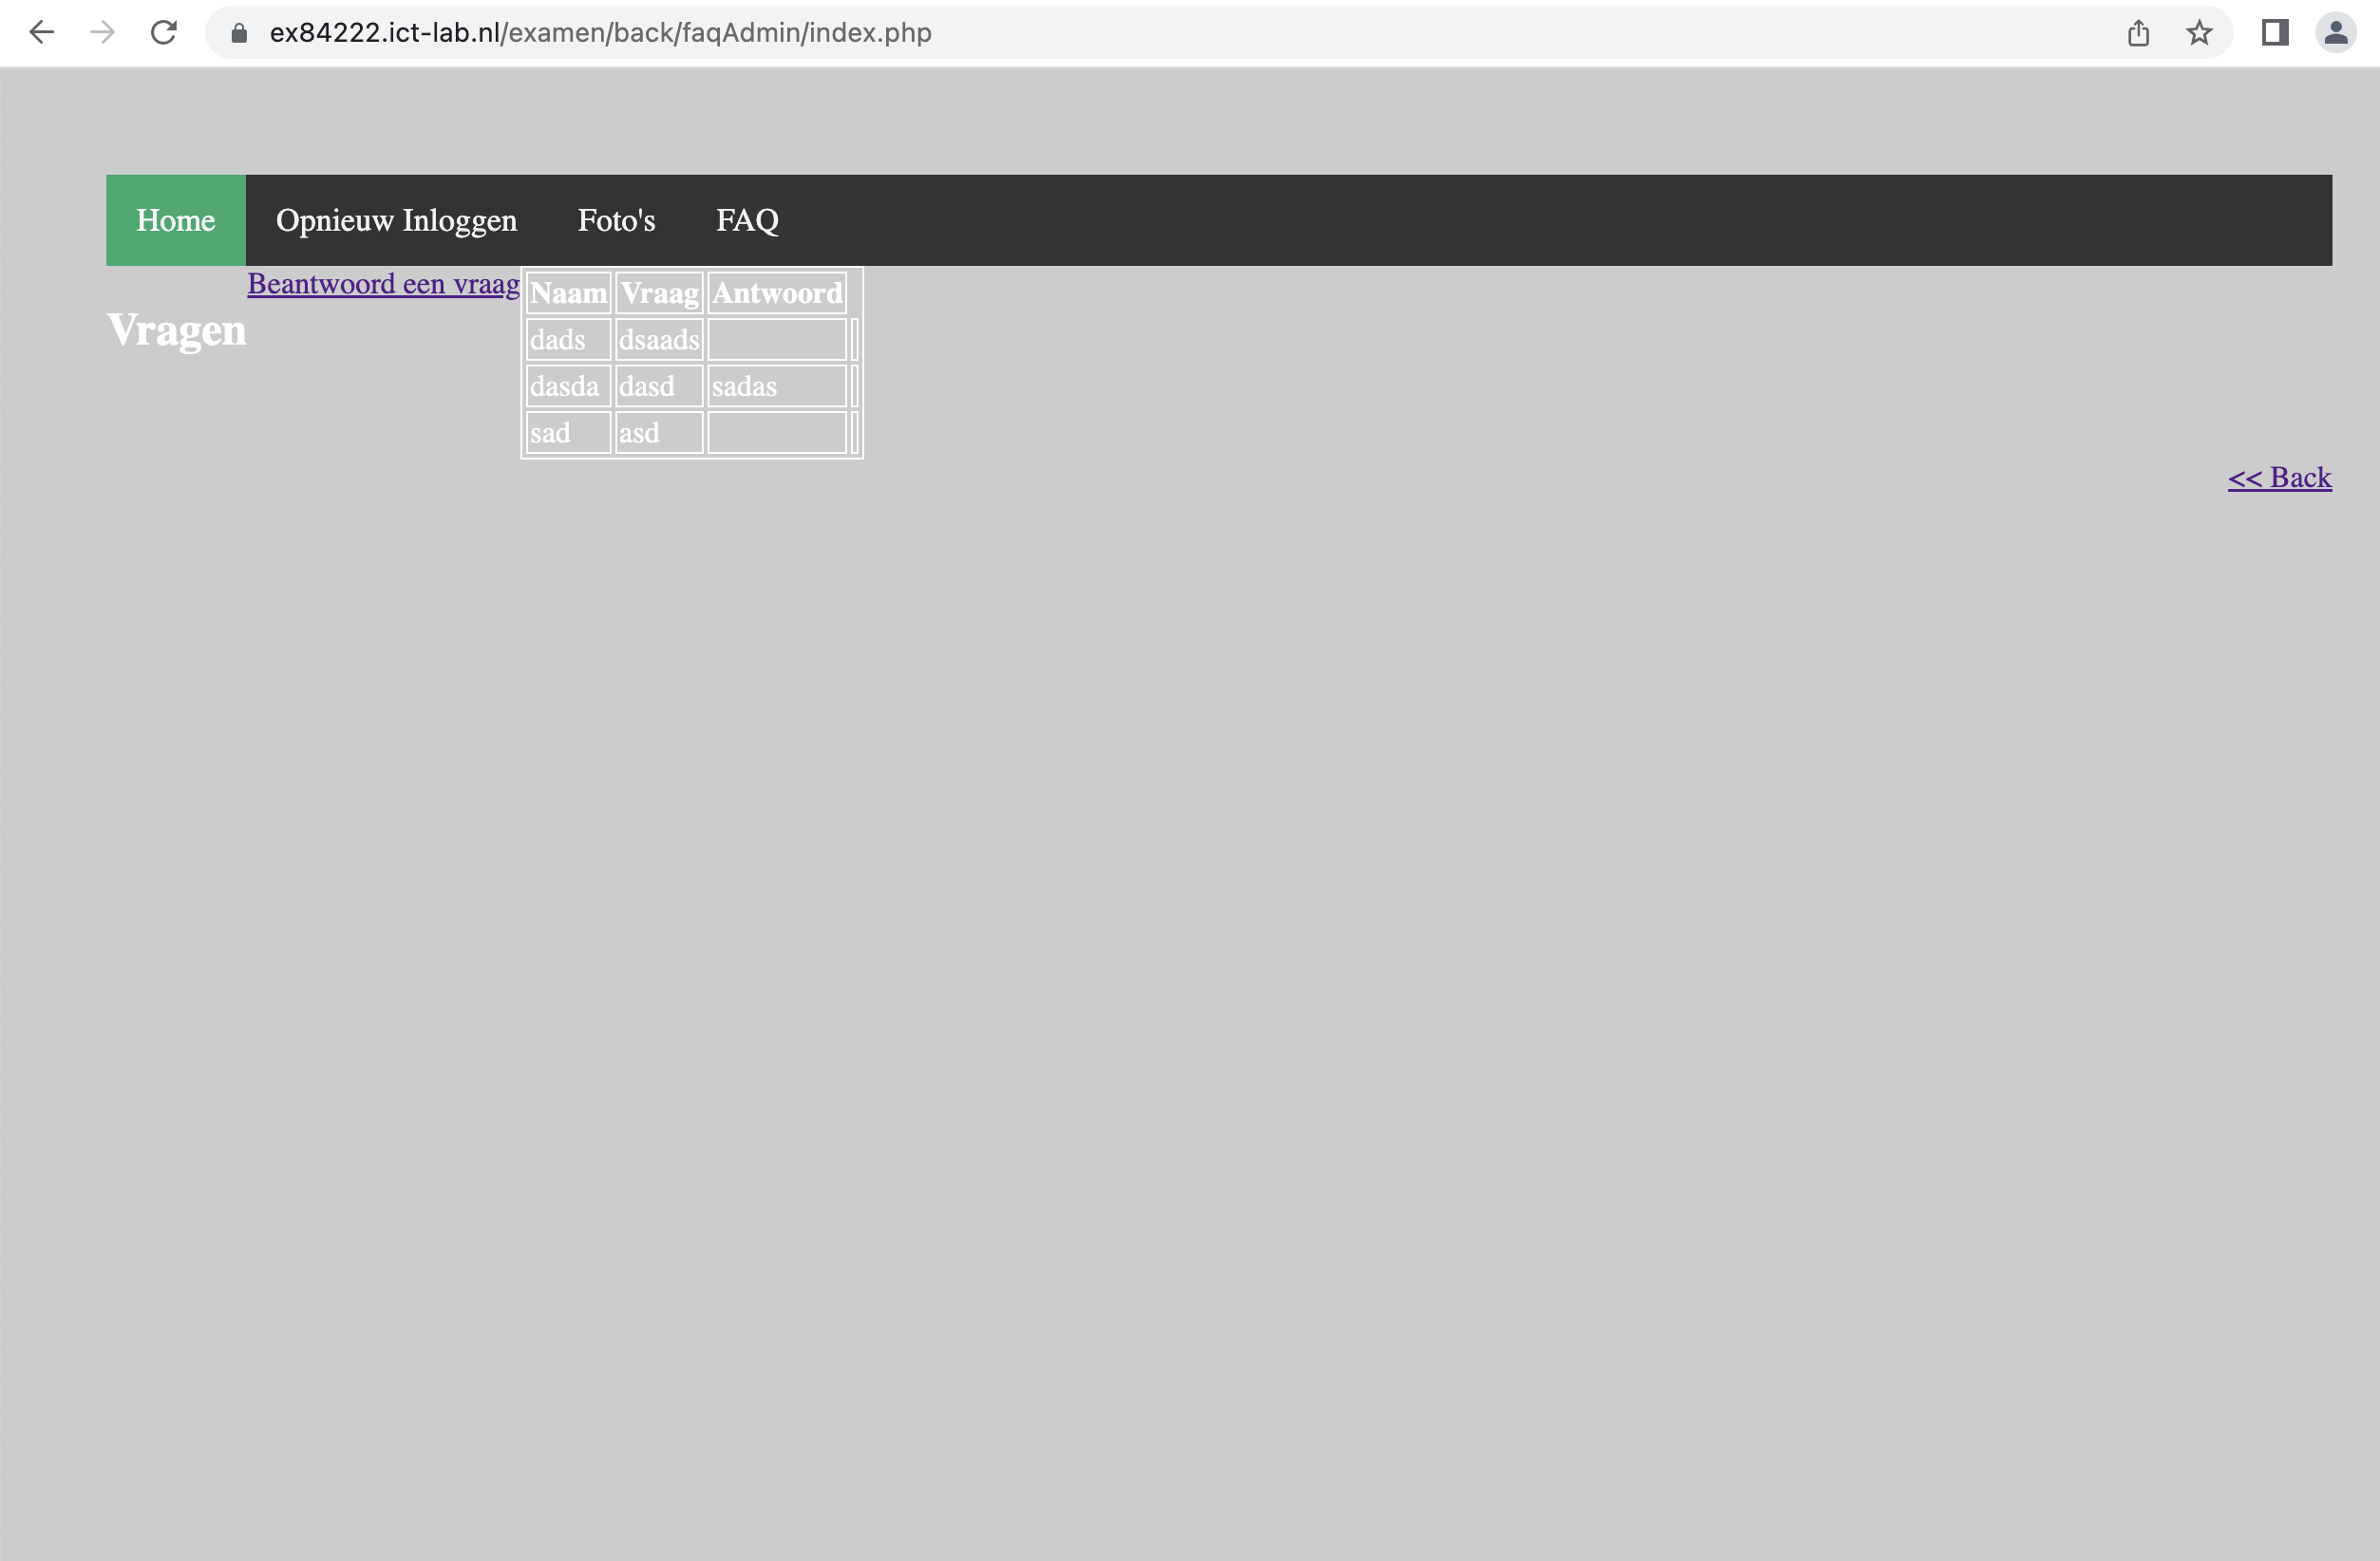 ex84222.ict-lab.nl/examen/back/faqAdmin/index.php
Home Opnieuw Inloggen Foto's FAQ
Vragen
Beantwoord een vraag
Naam Vraag Antwoord
dads dsaads
dasda dasd sadas
sad asd
<< Back